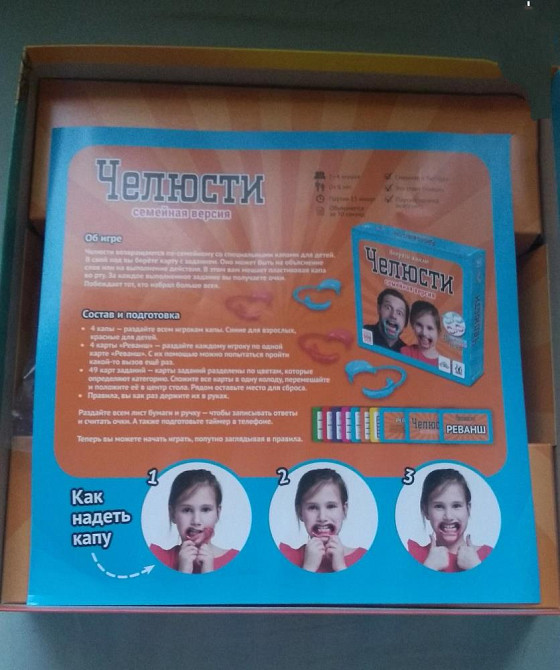 Челюсти
семейная версия
Об игре
Челюсти возвращаются по-семейному со специальными капами для детей.
В свой ход вы берёте карту с заданием. Оно может быть на объяснение
слов или на выполнение действия. В этом вам мешает пластиковая капа
во рту. За каждое выполненное задание вы получаете очки.
Побеждает тот, кто набрал больше всех.
Состав и подготовка
• 4 капы — раздайте всем игрокам капы. Синие для взрослых,
красные для детей.
• 4 карты «Реванш» — раздайте каждому игроку по одной
карте «Реванш». С их помощью можно попытаться пройти
какой-то вызов ещё раз.
• 49 карт заданий — карты заданий разделены по цветам, которые
определяют категорию. Сложите все карты в одну колоду, перемешайте
и положите её в центр стола. Рядом оставьте место для сброса.
• Правила, вы как раз держите их в руках.
Раздайте всем лист бумаги и ручку — чтобы записывать ответы
и считать очки. А также поставьте таймер в телефоне.
Теперь вы можете начать играть, попутно заглядывая в правила.
Челюсти
семейная версия
Челюс
РЕВАНШ
Как
надеть
капу
1
2
3